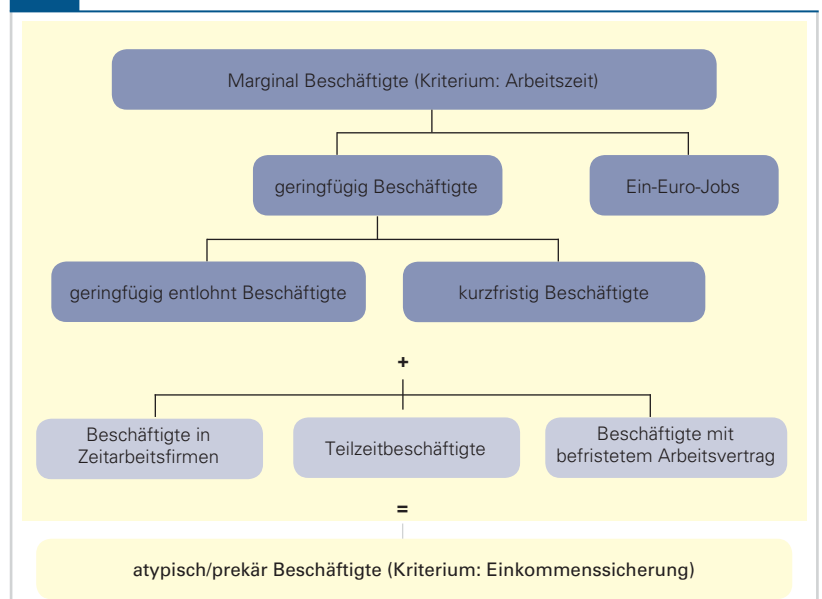 Marginal Beschäftigte (Kriterium: Arbeitszeit)
geringfügig Beschäftigte
Ein-Euro-Jobs
geringfügig entlohnt Beschäftigte
kurzfristig Beschäftigte
+
Beschäftigte in
Zeitarbeitsfirmen
Teilzeitbeschäftigte
Beschäftigte mit
befristetem Arbeitsvertrag
=
atypisch/prekär Beschäftigte (Kriterium: Einkommenssicherung)